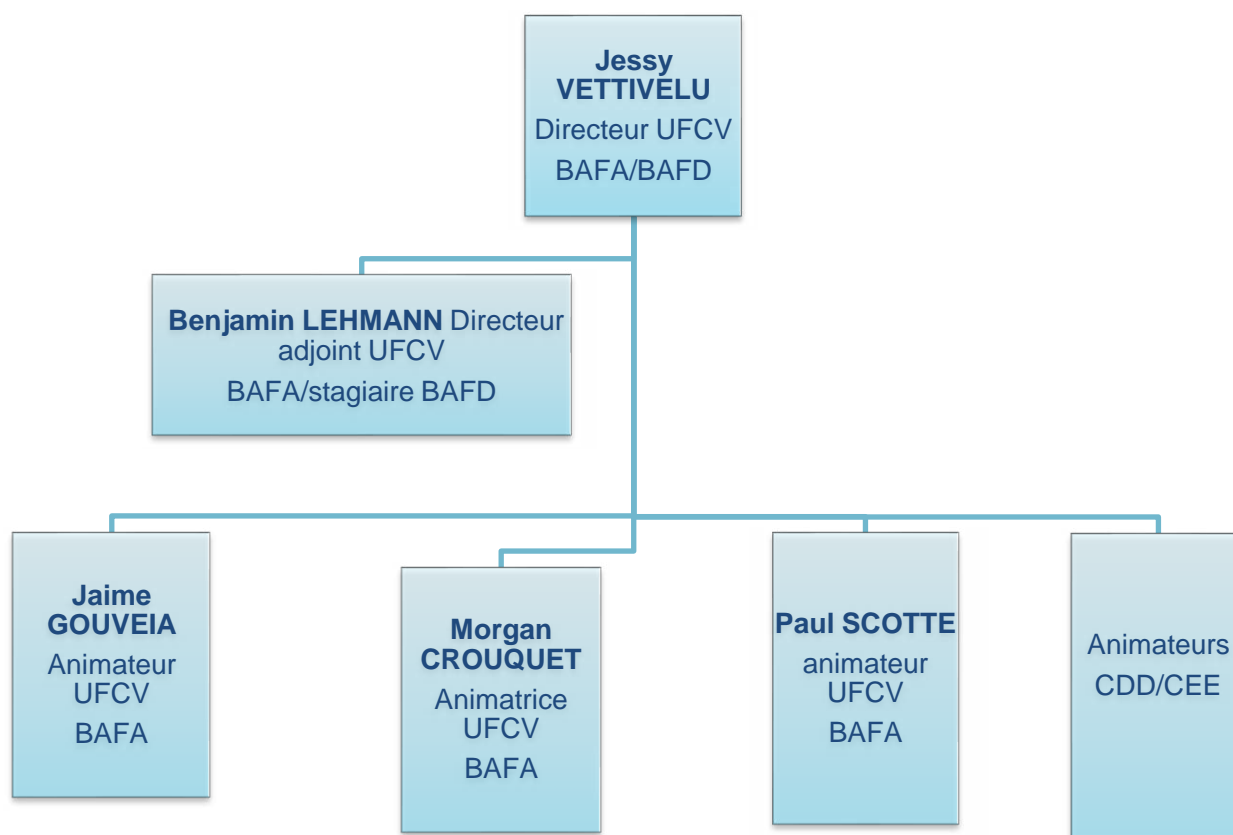 Jessy
VETTIVELU
Directeur UFCV
BAFA/BAFD
Benjamin LEHMANN Directeur
adjoint UFCV
BAFA/stagiaire BAFD
Jaime
GOUVEIA
Animateur
UFCV
BAFA
Morgan
CROUQUET
Animatrice
UFCV
BAFA
Paul SCOTTE
animateur
UFCV
BAFA
Animateurs
CDD/CEE